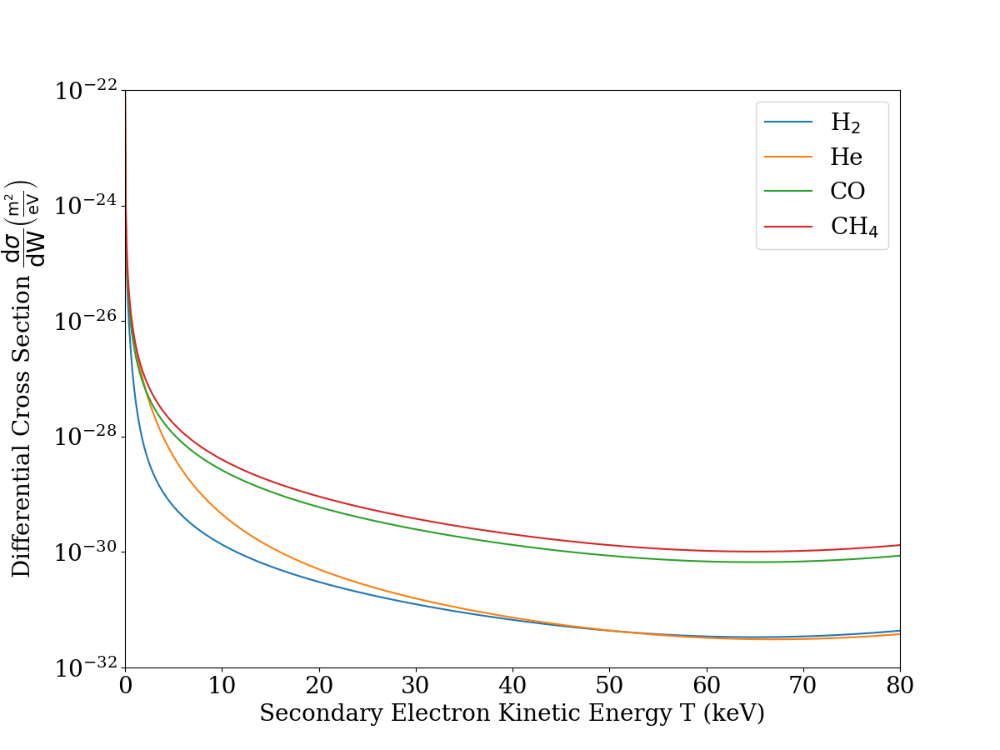 10⁻²²
10⁻²⁴
10⁻²⁶
10⁻²⁸
10⁻³⁰
10⁻³²
Differential Cross Section dσ/dW (m²/eV)
0 10 20 30 40 50 60 70 80
Secondary Electron Kinetic Energy T (keV)
H₂
He
CO
CH₄